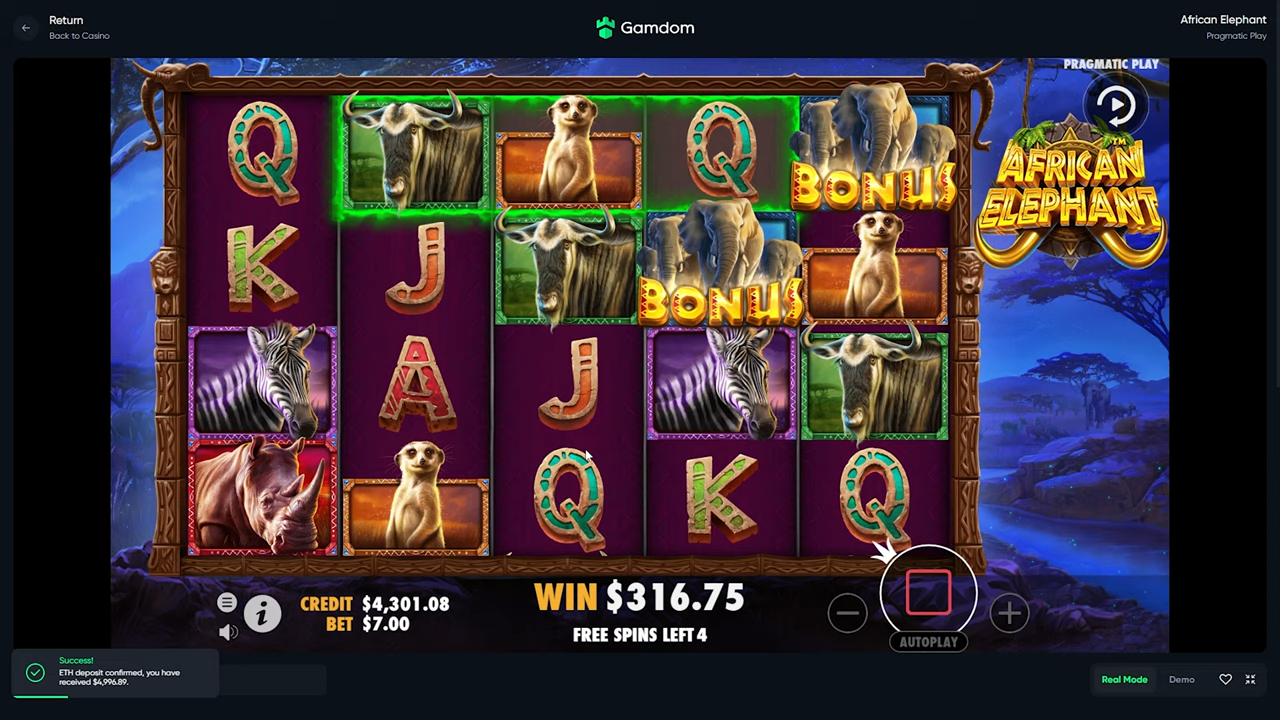 Return
Back to Casino
Gamdom
African Elephant
Pragmatic Play
PRAGMATIC PLAY
AFRICAN
ELEPHANT™
Q Q BONUS
K J BONUS
A J
Q K Q
CREDIT $4,301.08
BET $7.00
WIN $316.75
FREE SPINS LEFT 4
AUTOPLAY
Success!
ETH deposit confirmed, you have
received $4,996.89.
Real Mode
Demo